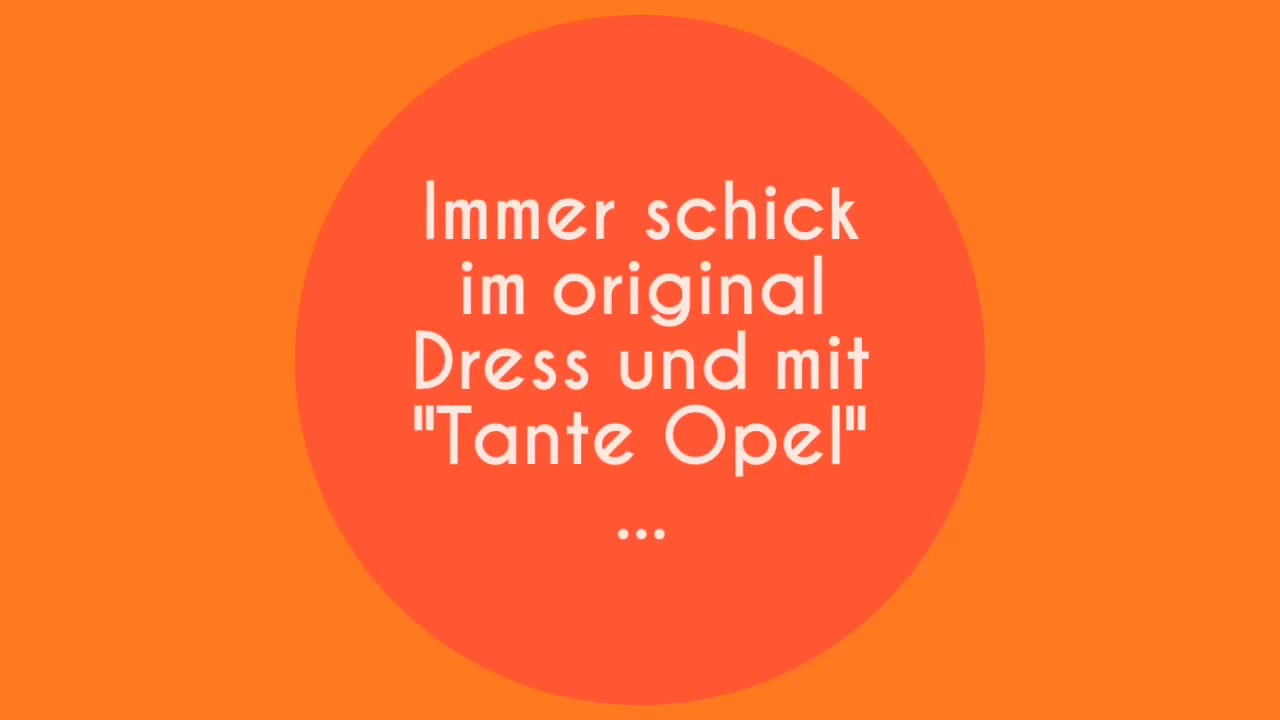 Immer schick
im original
Dress und mit
"Tante Opel"
...